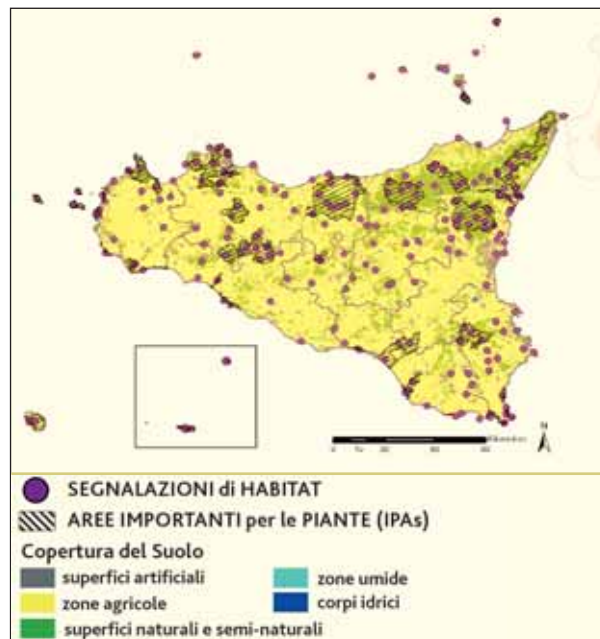 N
SEGNALAZIONI di HABITAT
AREE IMPORTANTI per le PIANTE (IPAs)
Copertura del Suolo
superfici artificiali
zone agricole
superfici naturali e semi-naturali
zone umide
corpi idrici